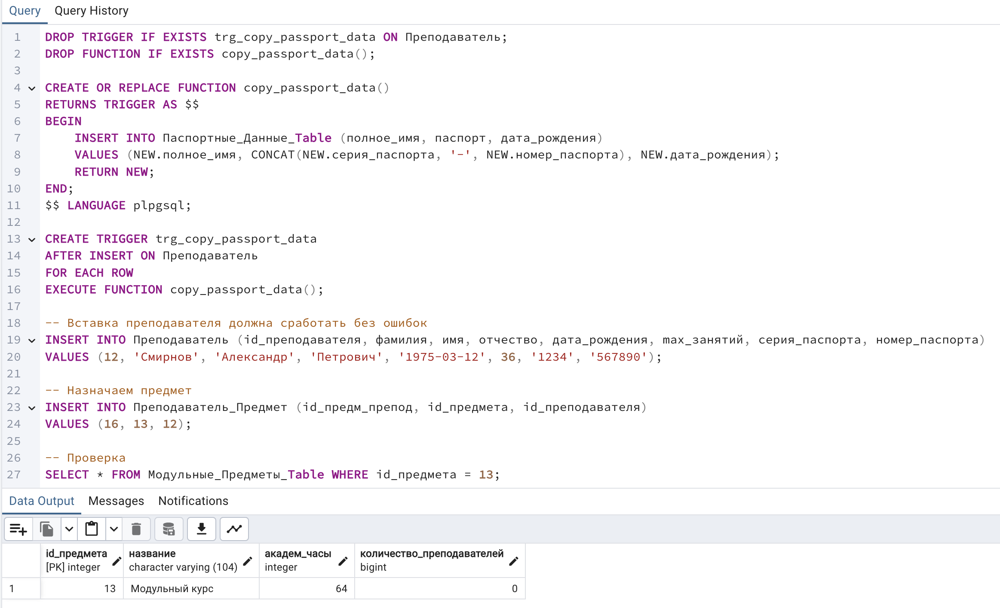 Query Query History
1 DROP TRIGGER IF EXISTS trg_copy_passport_data ON Преподаватель;
2 DROP FUNCTION IF EXISTS copy_passport_data();
3
4 CREATE OR REPLACE FUNCTION copy_passport_data()
5 RETURNS TRIGGER AS $$
6 BEGIN
7 INSERT INTO Паспортные_Данные_Table (полное_имя, паспорт, дата_рождения)
8 VALUES (NEW.полное_имя, CONCAT(NEW.серия_паспорта, '-', NEW.номер_паспорта), NEW.дата_рождения);
9 RETURN NEW;
10 END;
11 $$ LANGUAGE plpgsql;
12
13 CREATE TRIGGER trg_copy_passport_data
14 AFTER INSERT ON Преподаватель
15 FOR EACH ROW
16 EXECUTE FUNCTION copy_passport_data();
17
18 -- Вставка преподавателя должна сработать без ошибок
19 INSERT INTO Преподаватель (id_преподавателя, фамилия, имя, отчество, дата_рождения, max_занятий, серия_паспорта, номер_паспорта)
20 VALUES (12, 'Смирнов', 'Александр', 'Петрович', '1975-03-12', 36, '1234', '567890');
21
22 -- Назначаем предмет
23 INSERT INTO Преподаватель_Предмет (id_предм_препод, id_предмета, id_преподавателя)
24 VALUES (16, 13, 12);
25
26 -- Проверка
27 SELECT * FROM Модульные_Предметы_Table WHERE id_предмета = 13;
Data Output Messages Notifications
id_предмета название академ_часы количество_преподавателей
[PK] integer character varying (104) integer bigint
1 13 Модульный курс 64 0